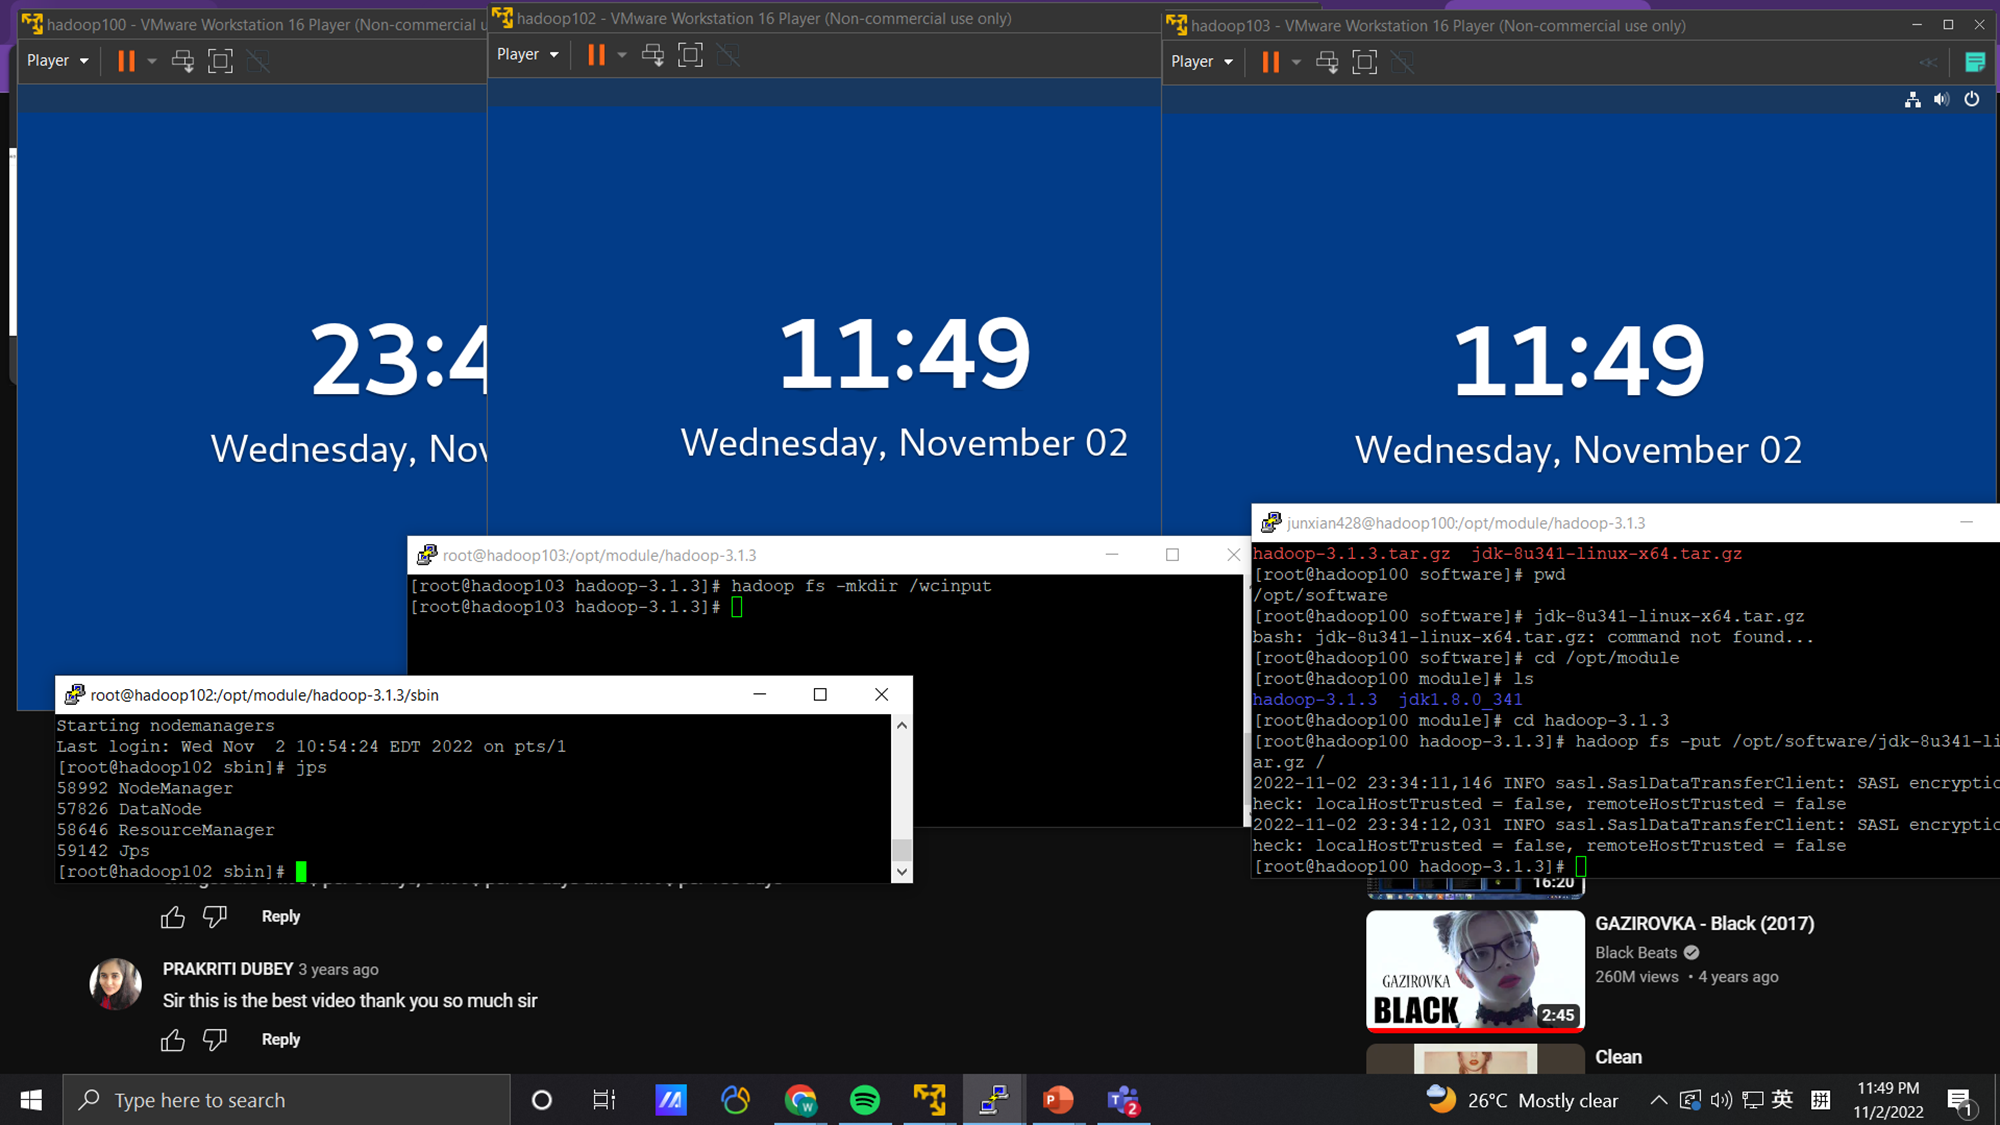 hadoop100 - VMware Workstation 16 Player (Non-commercial u
Player
23:4
Wednesday, Nov
hadoop102 - VMware Workstation 16 Player (Non-commercial use only)
Player
11:49
Wednesday, November 02
hadoop103 - VMware Workstation 16 Player (Non-commercial use only)
Player
11:49
Wednesday, November 02
root@hadoop103:/opt/module/hadoop-3.1.3
[root@hadoop103 hadoop-3.1.3]# hadoop fs -mkdir /wcinput
[root@hadoop103 hadoop-3.1.3]#
root@hadoop102:/opt/module/hadoop-3.1.3/sbin
Starting nodemanagers
Last login: Wed Nov  2 10:54:24 EDT 2022 on pts/1
[root@hadoop102 sbin]# jps
58992 NodeManager
57826 DataNode
58646 ResourceManager
59142 Jps
[root@hadoop102 sbin]#
junxian428@hadoop100:/opt/module/hadoop-3.1.3
hadoop-3.1.3.tar.gz  jdk-8u341-linux-x64.tar.gz
[root@hadoop100 software]# pwd
/opt/software
[root@hadoop100 software]# jdk-8u341-linux-x64.tar.gz
bash: jdk-8u341-linux-x64.tar.gz: command not found...
[root@hadoop100 software]# cd /opt/module
[root@hadoop100 module]# ls
hadoop-3.1.3  jdk1.8.0_341
[root@hadoop100 module]# cd hadoop-3.1.3
[root@hadoop100 hadoop-3.1.3]# hadoop fs -put /opt/software/jdk-8u341-li
ar.gz /
2022-11-02 23:34:11,146 INFO sasl.SaslDataTransferClient: SASL encryptio
heck: localHostTrusted = false, remoteHostTrusted = false
2022-11-02 23:34:12,031 INFO sasl.SaslDataTransferClient: SASL encryptio
heck: localHostTrusted = false, remoteHostTrusted = false
[root@hadoop100 hadoop-3.1.3]#
Reply
PRAKRITI DUBEY 3 years ago
Sir this is the best video thank you so much sir
Reply
16:20
GAZIROVKA
BLACK
2:45
GAZIROVKA - Black (2017)
Black Beats
260M views • 4 years ago
Clean
Type here to search
W
P
T
2
26°C Mostly clear
英
拼
11:49 PM
11/2/2022
1